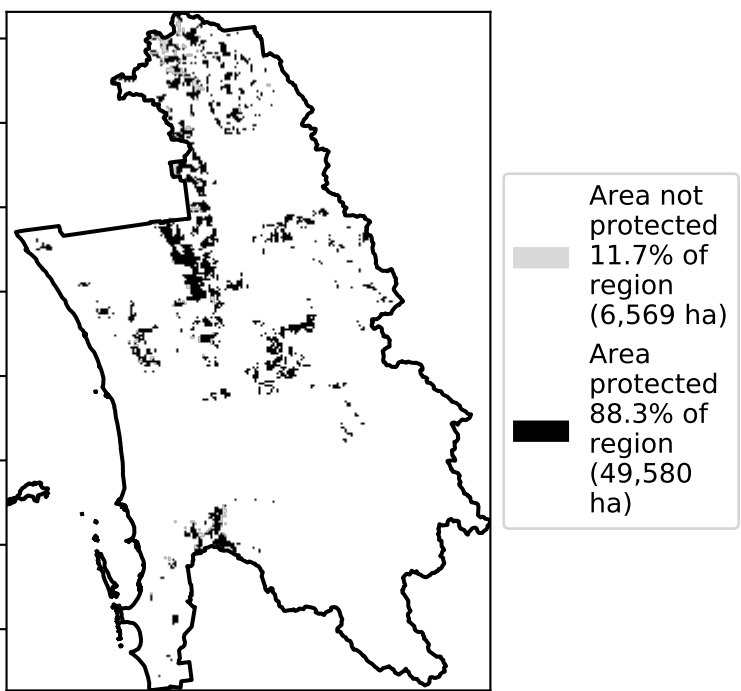 Area not
protected
11.7% of
region
(6,569 ha)
Area
protected
88.3% of
region
(49,580
ha)